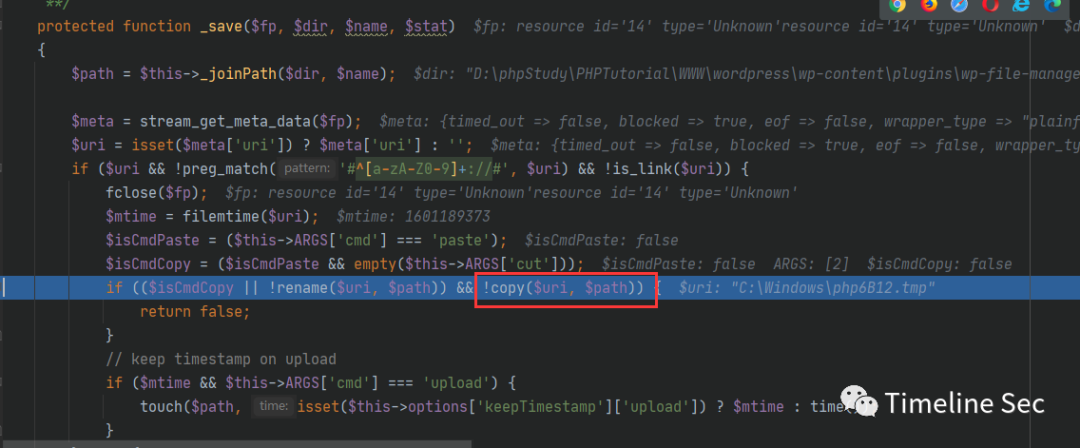 **/
protected function _save($fp, $dir, $name, $stat) $fp: resource id='14' type='Unknown'resource id='14' type='Unknown'
{
$path = $this->_joinPath($dir, $name); $dir: "D:\phpStudy\PHPTutorial\WWW\wordpress\wp-content\plugins\wp-file-manage
$meta = stream_get_meta_data($fp); $meta: {timed_out => false, blocked => true, eof => false, wrapper_type => "plainf
$uri = isset($meta['uri']) ? $meta['uri'] : ''; $meta: {timed_out => false, blocked => true, eof => false, wrapper_ty
if ($uri && !preg_match( pattern: '#^[a-zA-Z0-9]+://#', $uri) && !is_link($uri)) {
fclose($fp); $fp: resource id='14' type='Unknown'resource id='14' type='Unknown'
$mtime = filemtime($uri); $mtime: 1601189373
$isCmdPaste = ($this->ARGS['cmd'] === 'paste'); $isCmdPaste: false
$isCmdCopy = ($isCmdPaste && empty($this->ARGS['cut'])); $isCmdPaste: false ARGS: [2] $isCmdCopy: false
if (($isCmdCopy || !rename($uri, $path)) && !copy($uri, $path)) { $uri: "C:\Windows\php6B12.tmp"
return false;
}
// keep timestamp on upload
if ($mtime && $this->ARGS['cmd'] === 'upload') {
touch($path, time: isset($this->options['keepTimestamp']['upload']) ? $mtime : time
}
Timeline Sec